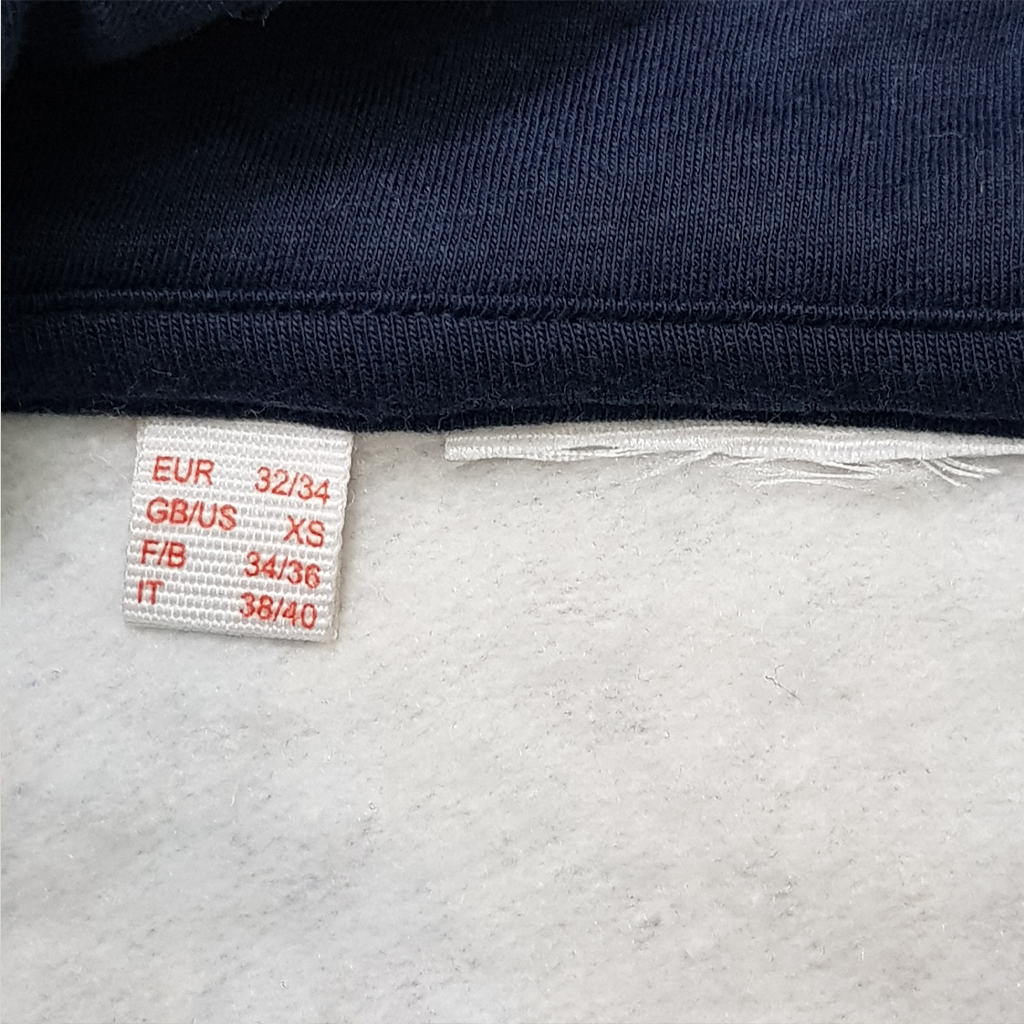 EUR 32/34
GB/US XS
F/B 34/36
IT 38/40